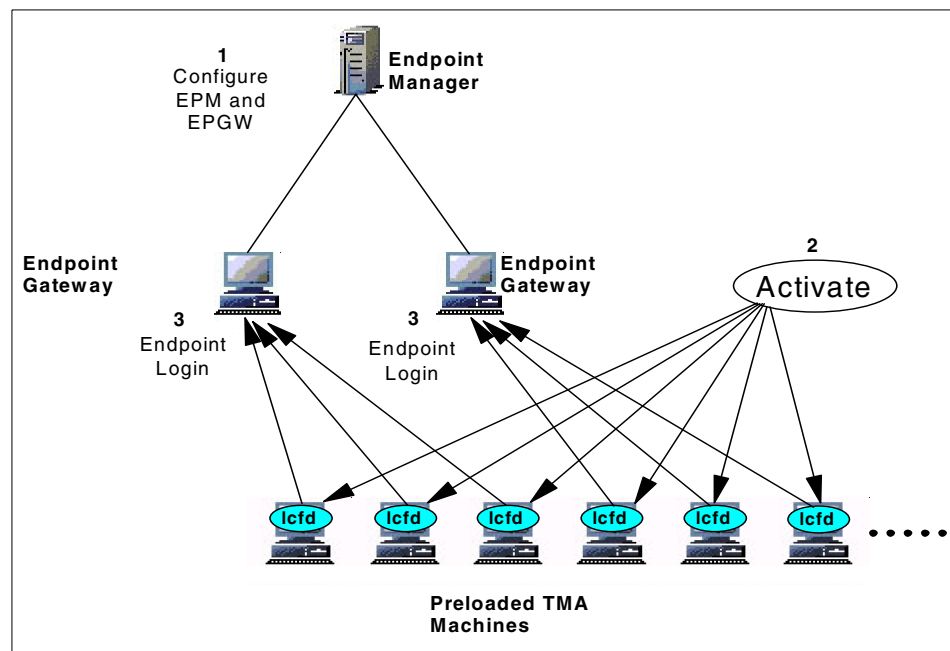 1
Configure
EPM and
EPGW
Endpoint
Manager
Endpoint
Gateway
Endpoint
Gateway
2
Activate
3
Endpoint
Login
3
Endpoint
Login
lcfd
lcfd
lcfd
lcfd
lcfd
lcfd
Preloaded TMA
Machines